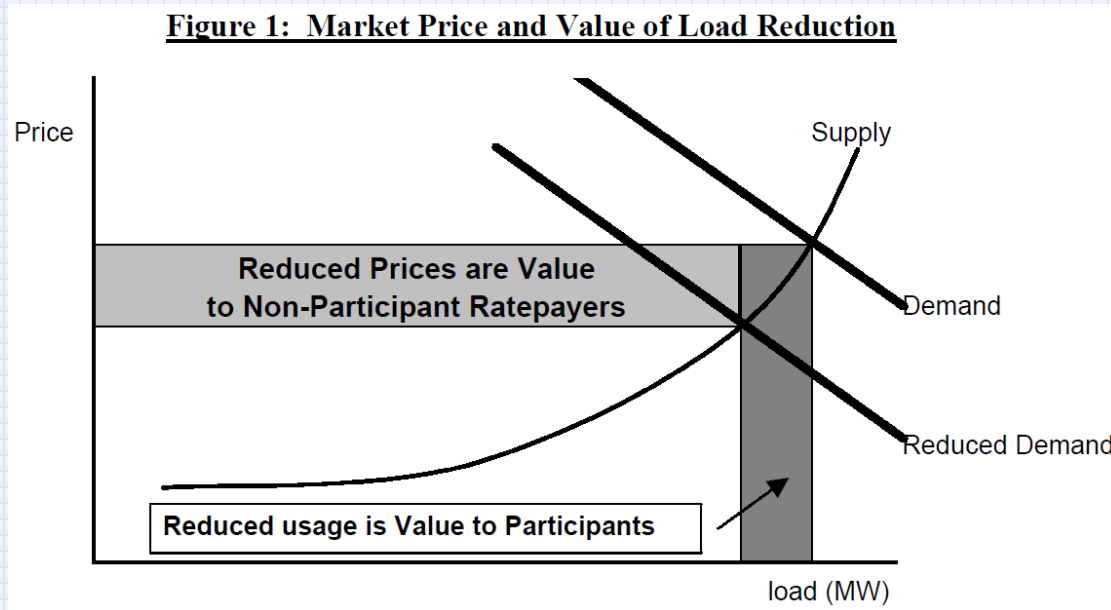 Figure 1: Market Price and Value of Load Reduction
Price
Supply
Reduced Prices are Value
to Non-Participant Ratepayers
Demand
Reduced Demand
Reduced usage is Value to Participants
load (MW)